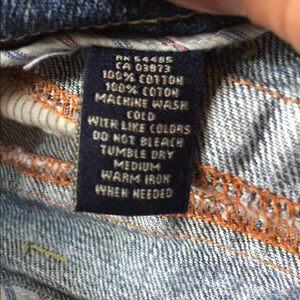 RN 54485
CA 03873
100% COTTON
100% COTON
MACHINE WASH
COLD
WITH LIKE COLORS
DO NOT BLEACH
TUMBLE DRY
MEDIUM
WARM IRON
WHEN NEEDED